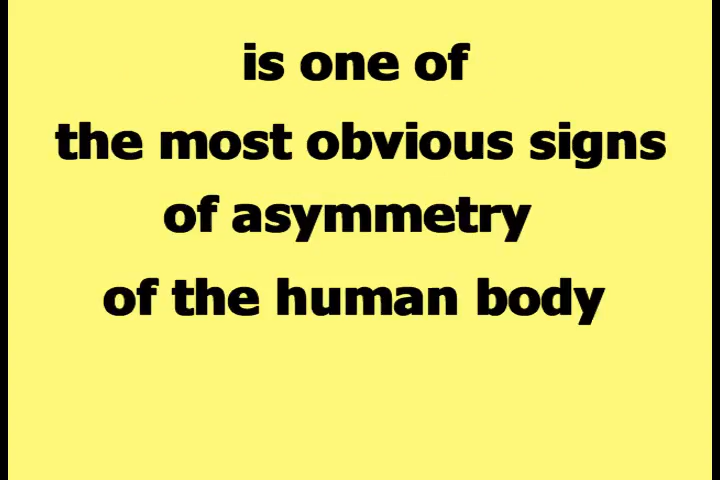 is one of
the most obvious signs
of asymmetry
of the human body